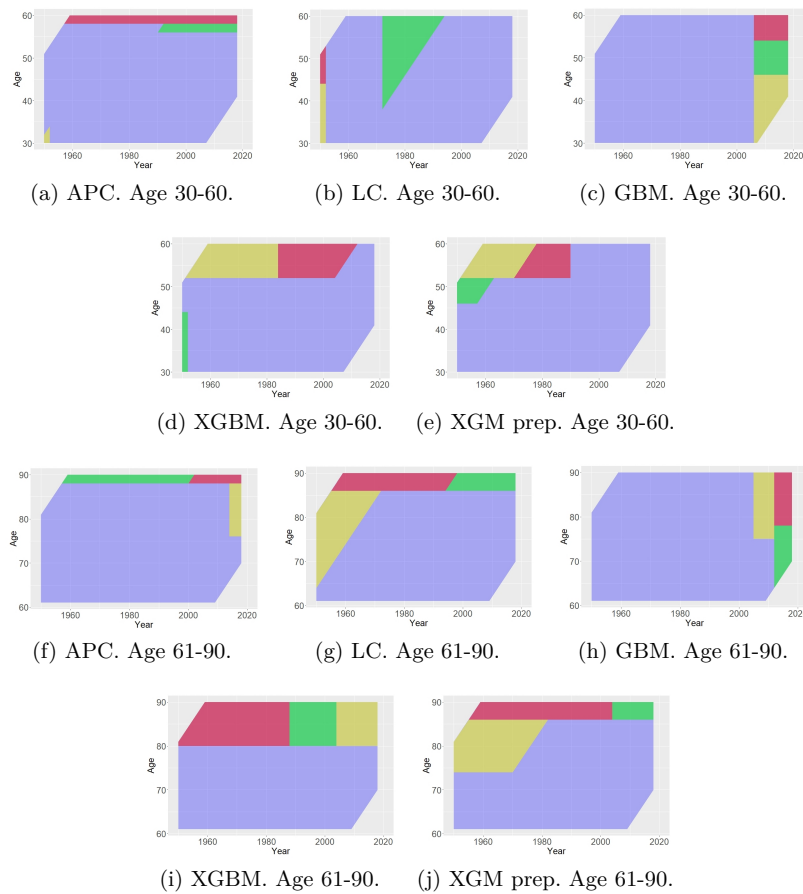 60
50
40
30
Age
1960
1980
2000
2020
Year
(a) APC. Age 30-60.
60
50
40
30
Age
1960
1980
2000
2020
Year
(b) LC. Age 30-60.
60
50
40
30
Age
1960
1980
2000
2020
Year
(c) GBM. Age 30-60.
60
50
40
30
Age
1960
1980
2000
2020
Year
(d) XGBM. Age 30-60.
60
50
40
30
Age
1960
1980
2000
2020
Year
(e) XGM prep. Age 30-60.
90
80
70
60
Age
1960
1980
2000
2020
Year
(f) APC. Age 61-90.
90
80
70
60
Age
1960
1980
2000
2020
Year
(g) LC. Age 61-90.
90
80
70
60
Age
1960
1980
2000
2020
Year
(h) GBM. Age 61-90.
90
80
70
60
Age
1960
1980
2000
2020
Year
(i) XGBM. Age 61-90.
90
80
70
60
Age
1960
1980
2000
2020
Year
(j) XGM prep. Age 61-90.